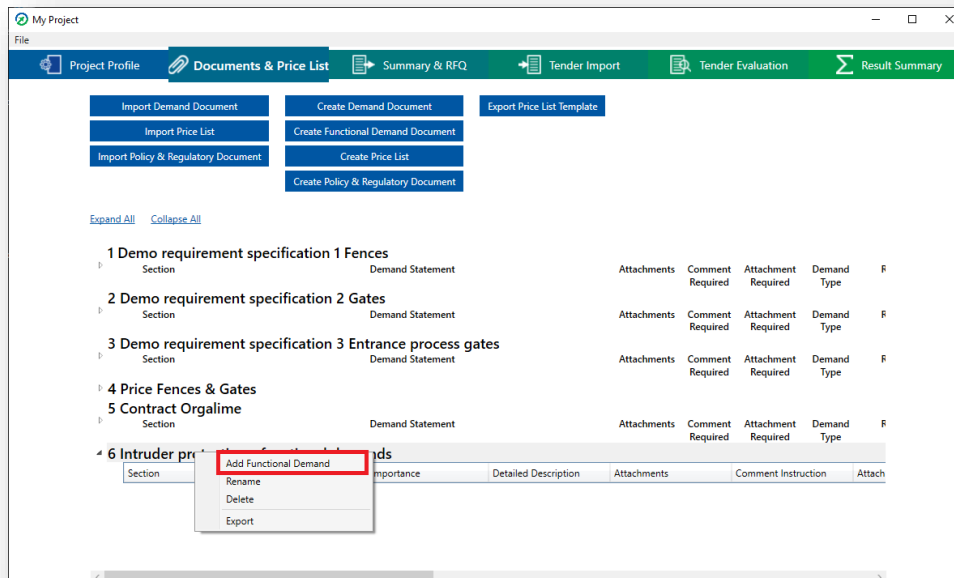 My Project
File
Project Profile
Documents & Price List
Summary & RFQ
Tender Import
Tender Evaluation
Result Summary
Import Demand Document
Create Demand Document
Export Price List Template
Import Price List
Create Functional Demand Document
Import Policy & Regulatory Document
Create Price List
Create Policy & Regulatory Document
Expand All
Collapse All
1 Demo requirement specification 1 Fences
Section Demand Statement Attachments Comment Attachment Demand R
Required Required Type
2 Demo requirement specification 2 Gates
Section Demand Statement Attachments Comment Attachment Demand R
Required Required Type
3 Demo requirement specification 3 Entrance process gates
Section Demand Statement Attachments Comment Attachment Demand R
Required Required Type
4 Price Fences & Gates
5 Contract Orgalime
Section Demand Statement Attachments Comment Attachment Demand R
Required Required Type
6 Intruder pr
Section mportance Detailed Description Attachments Comment Instruction Attach
Add Functional Demand
Rename
Delete
Export